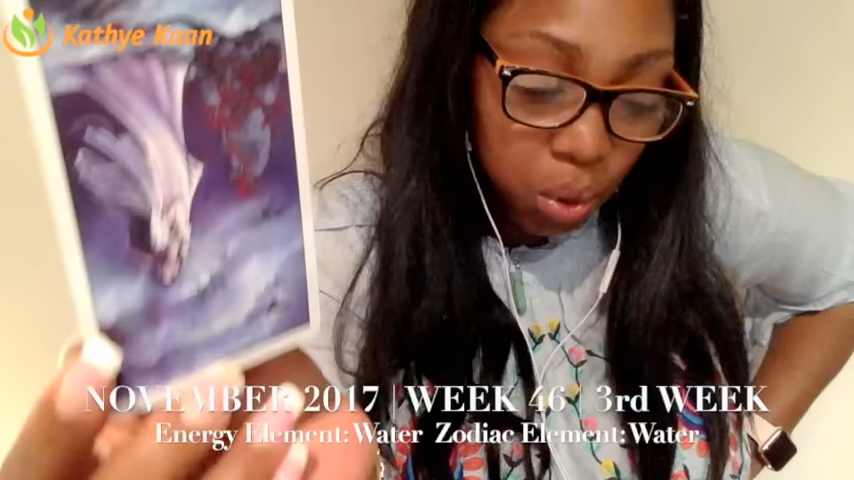 Kathye Kaan
NOVEMBER 2017 | WEEK 46 | 3rd WEEK
Energy Element: Water Zodiac Element: Water